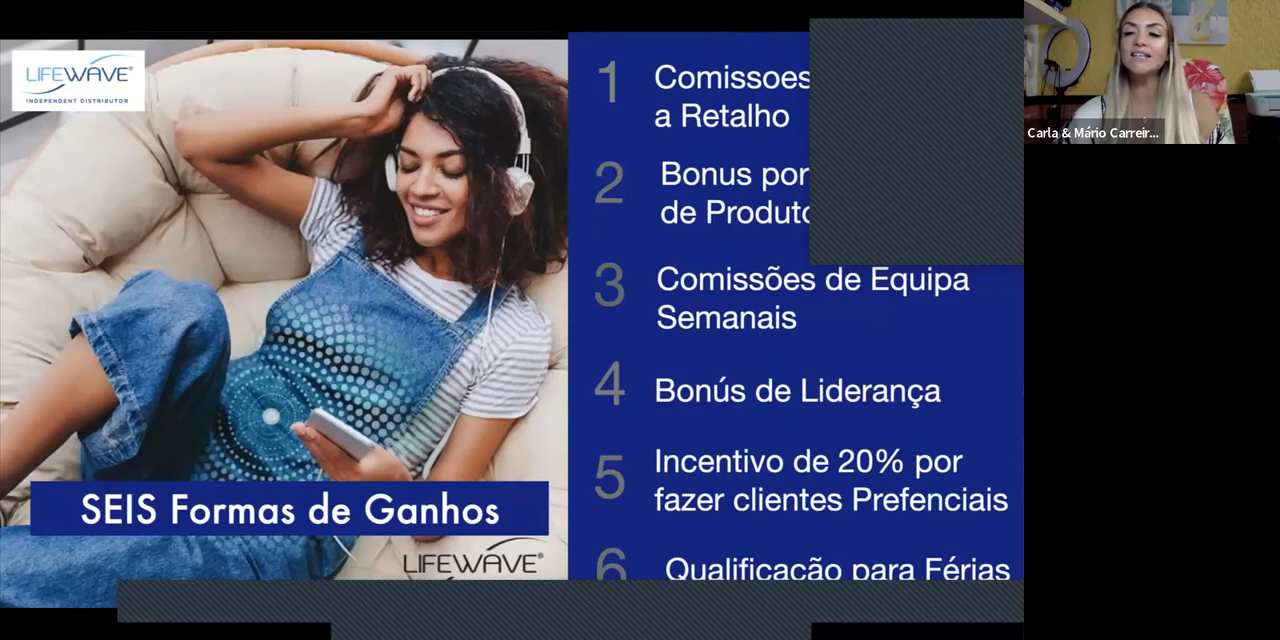 LIFEWAVE®
INDEPENDENT DISTRIBUTOR
SEIS Formas de Ganhos
LIFEWAVE®
1 Comissoes
a Retalho
2 Bonus por
de Produto
3 Comissões de Equipa
Semanais
4 Bonús de Liderança
5 Incentivo de 20% por
fazer clientes Prefenciais
6 Qualificação para Férias
Carla & Mário Carreir...